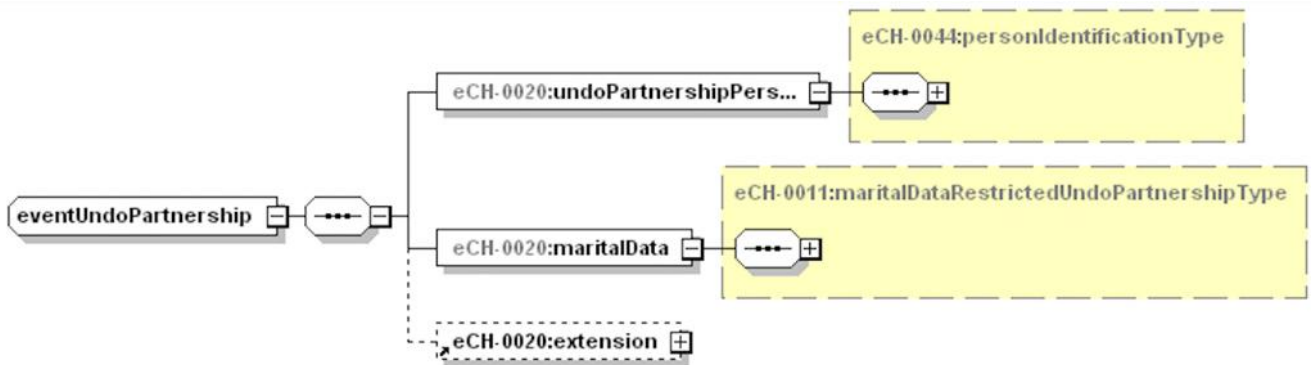 eCH-0044:personIdentificationType
eCH-0020:undoPartnershipPers...
eCH-0011:maritalDataRestrictedUndoPartnershipType
eventUndoPartnership
eCH-0020:maritalData
eCH-0020:extension